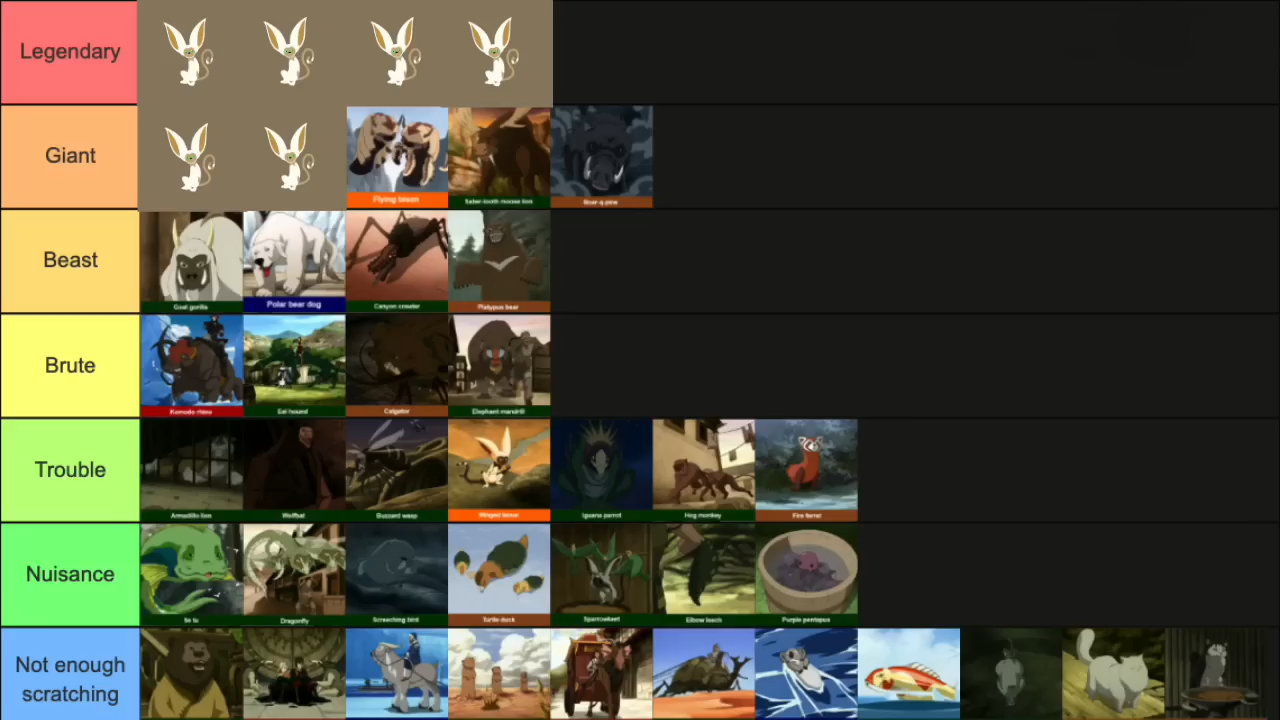 Legendary
Giant
Flying bison
Saber-tooth moose lion
Boar-q-pine
Beast
Goat gorilla
Polar bear dog
Canyon crawler
Platypus bear
Brute
Komodo rhino
Eel hound
Catgator
Elephant mandrill
Trouble
Armadillo lion
Wolfbat
Buzzard wasp
Winged lemur
Iguana parrot
Hog monkey
Fire ferret
Nuisance
Dragonfly
Screeching bird
Turtle duck
Sparrowkeet
Elbow leech
Purple pentapus
Not enough
scratching